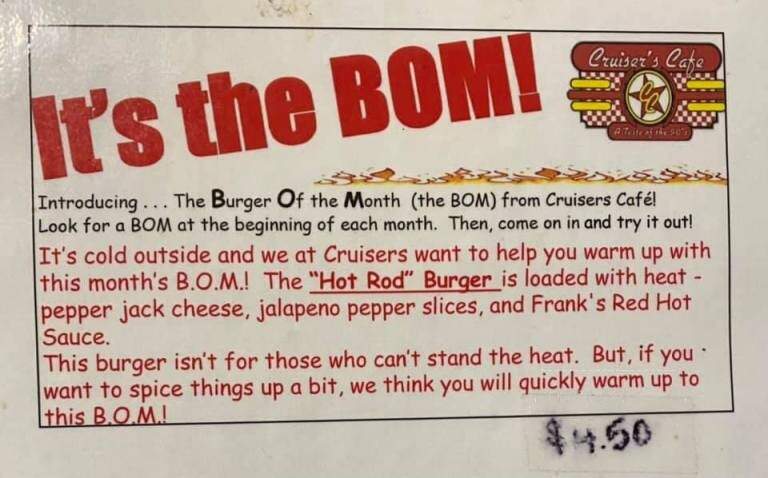 It's the BOM!
Cruiser's Cafe
A Taste of the 50's
Introducing . . . The Burger Of the Month (the BOM) from Cruisers Café!
Look for a BOM at the beginning of each month. Then, come on in and try it out!
It's cold outside and we at Cruisers want to help you warm up with
this month's B.O.M.! The "Hot Rod" Burger is loaded with heat -
pepper jack cheese, jalapeno pepper slices, and Frank's Red Hot
Sauce.
This burger isn't for those who can't stand the heat. But, if you
want to spice things up a bit, we think you will quickly warm up to
this B.O.M.!
$4.50